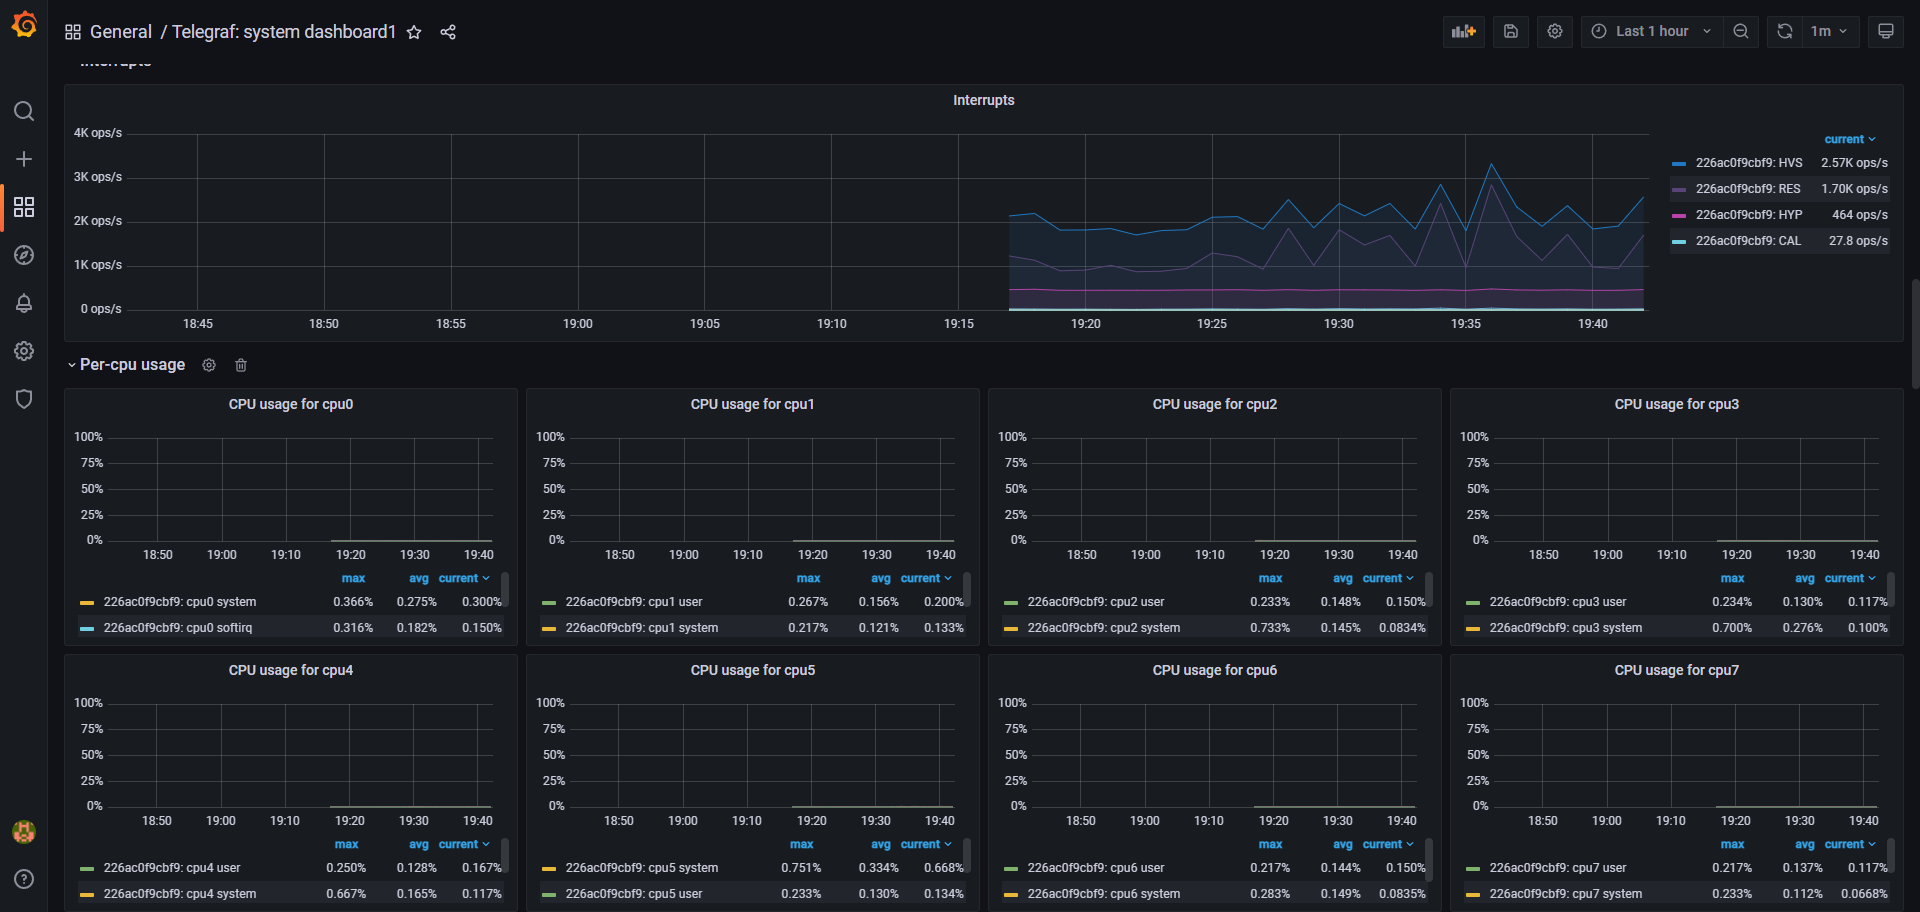 General / Telegraf: system dashboard1
Last 1 hour
1m
Interrupts
Interrupts
current
4K ops/s
3K ops/s
2K ops/s
1K ops/s
0 ops/s
18:45 18:50 18:55 19:00 19:05 19:10 19:15 19:20 19:25 19:30 19:35 19:40
226ac0f9cbf9: HVS 2.57K ops/s
226ac0f9cbf9: RES 1.70K ops/s
226ac0f9cbf9: HYP 464 ops/s
226ac0f9cbf9: CAL 27.8 ops/s
Per-cpu usage
CPU usage for cpu0
100%
75%
50%
25%
0%
18:50 19:00 19:10 19:20 19:30 19:40
max avg current
226ac0f9cbf9: cpu0 system 0.366% 0.275% 0.300%
226ac0f9cbf9: cpu0 softirq 0.316% 0.182% 0.150%
CPU usage for cpu1
100%
75%
50%
25%
0%
18:50 19:00 19:10 19:20 19:30 19:40
max avg current
226ac0f9cbf9: cpu1 user 0.267% 0.156% 0.200%
226ac0f9cbf9: cpu1 system 0.217% 0.121% 0.133%
CPU usage for cpu2
100%
75%
50%
25%
0%
18:50 19:00 19:10 19:20 19:30 19:40
max avg current
226ac0f9cbf9: cpu2 user 0.233% 0.148% 0.150%
226ac0f9cbf9: cpu2 system 0.733% 0.145% 0.0834%
CPU usage for cpu3
100%
75%
50%
25%
0%
18:50 19:00 19:10 19:20 19:30 19:40
max avg current
226ac0f9cbf9: cpu3 user 0.234% 0.130% 0.117%
226ac0f9cbf9: cpu3 system 0.700% 0.276% 0.100%
CPU usage for cpu4
100%
75%
50%
25%
0%
18:50 19:00 19:10 19:20 19:30 19:40
max avg current
226ac0f9cbf9: cpu4 user 0.250% 0.128% 0.167%
226ac0f9cbf9: cpu4 system 0.667% 0.165% 0.117%
CPU usage for cpu5
100%
75%
50%
25%
0%
18:50 19:00 19:10 19:20 19:30 19:40
max avg current
226ac0f9cbf9: cpu5 system 0.751% 0.334% 0.668%
226ac0f9cbf9: cpu5 user 0.233% 0.130% 0.134%
CPU usage for cpu6
100%
75%
50%
25%
0%
18:50 19:00 19:10 19:20 19:30 19:40
max avg current
226ac0f9cbf9: cpu6 user 0.217% 0.144% 0.150%
226ac0f9cbf9: cpu6 system 0.283% 0.149% 0.0835%
CPU usage for cpu7
100%
75%
50%
25%
0%
18:50 19:00 19:10 19:20 19:30 19:40
max avg current
226ac0f9cbf9: cpu7 user 0.217% 0.137% 0.117%
226ac0f9cbf9: cpu7 system 0.233% 0.112% 0.0668%